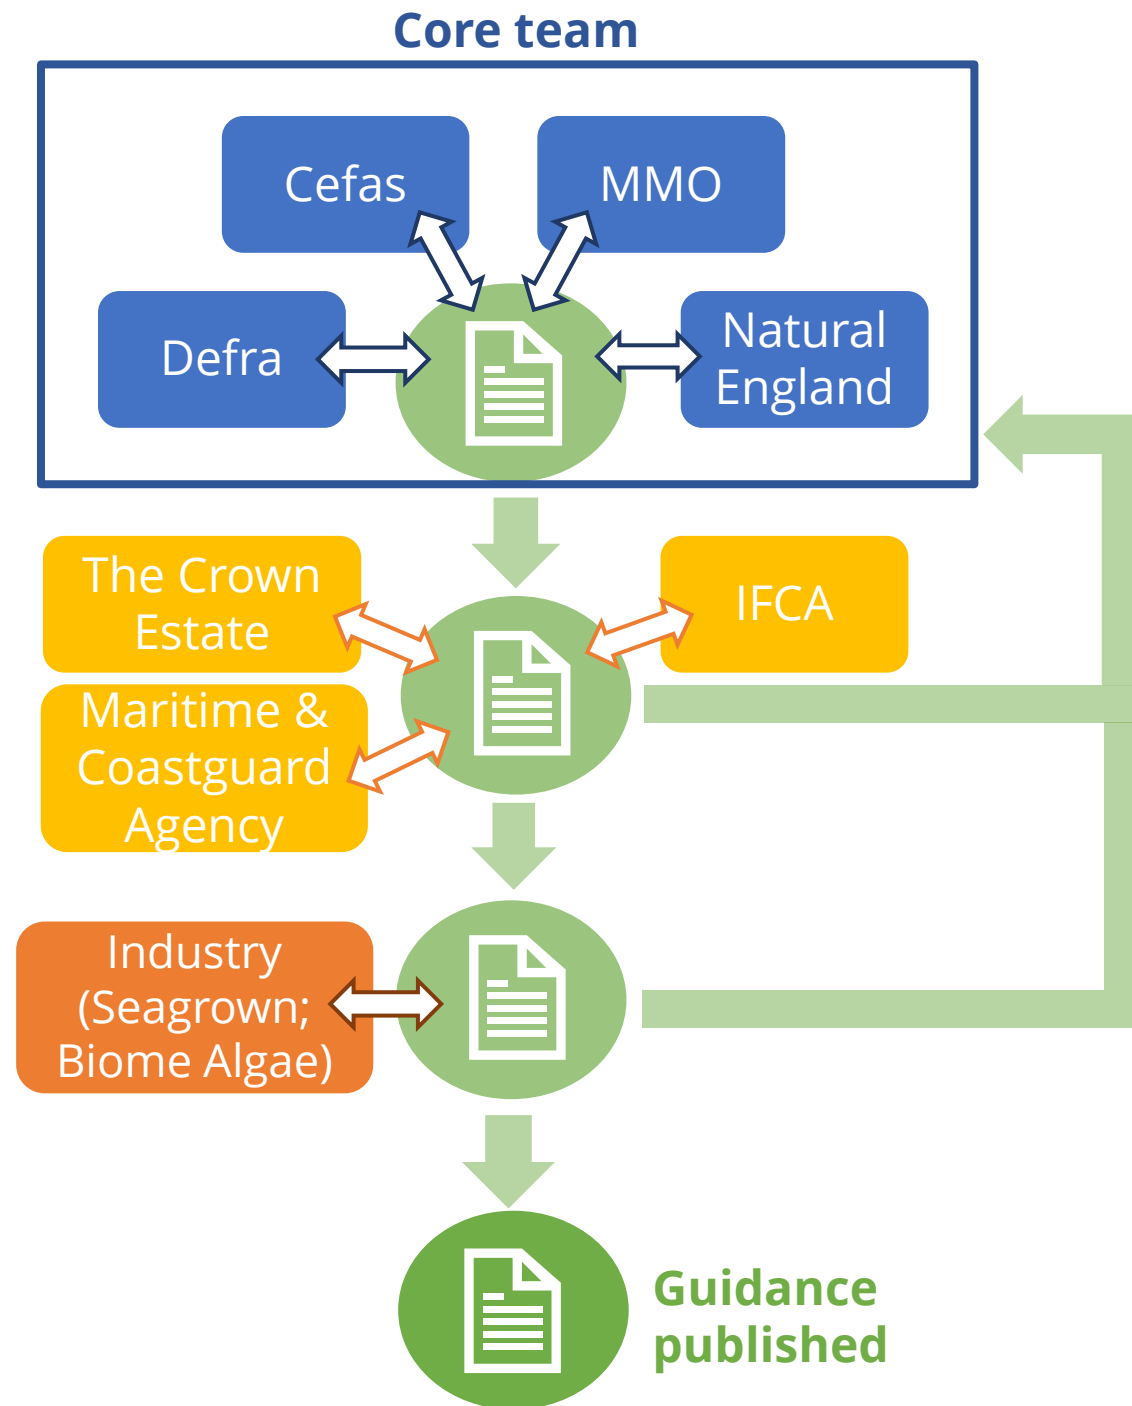 Core team
Cefas
MMO
Defra
Natural
England
The Crown
Estate
IFCA
Maritime &
Coastguard
Agency
Industry
(Seagrown;
Biome Algae)
Guidance
published